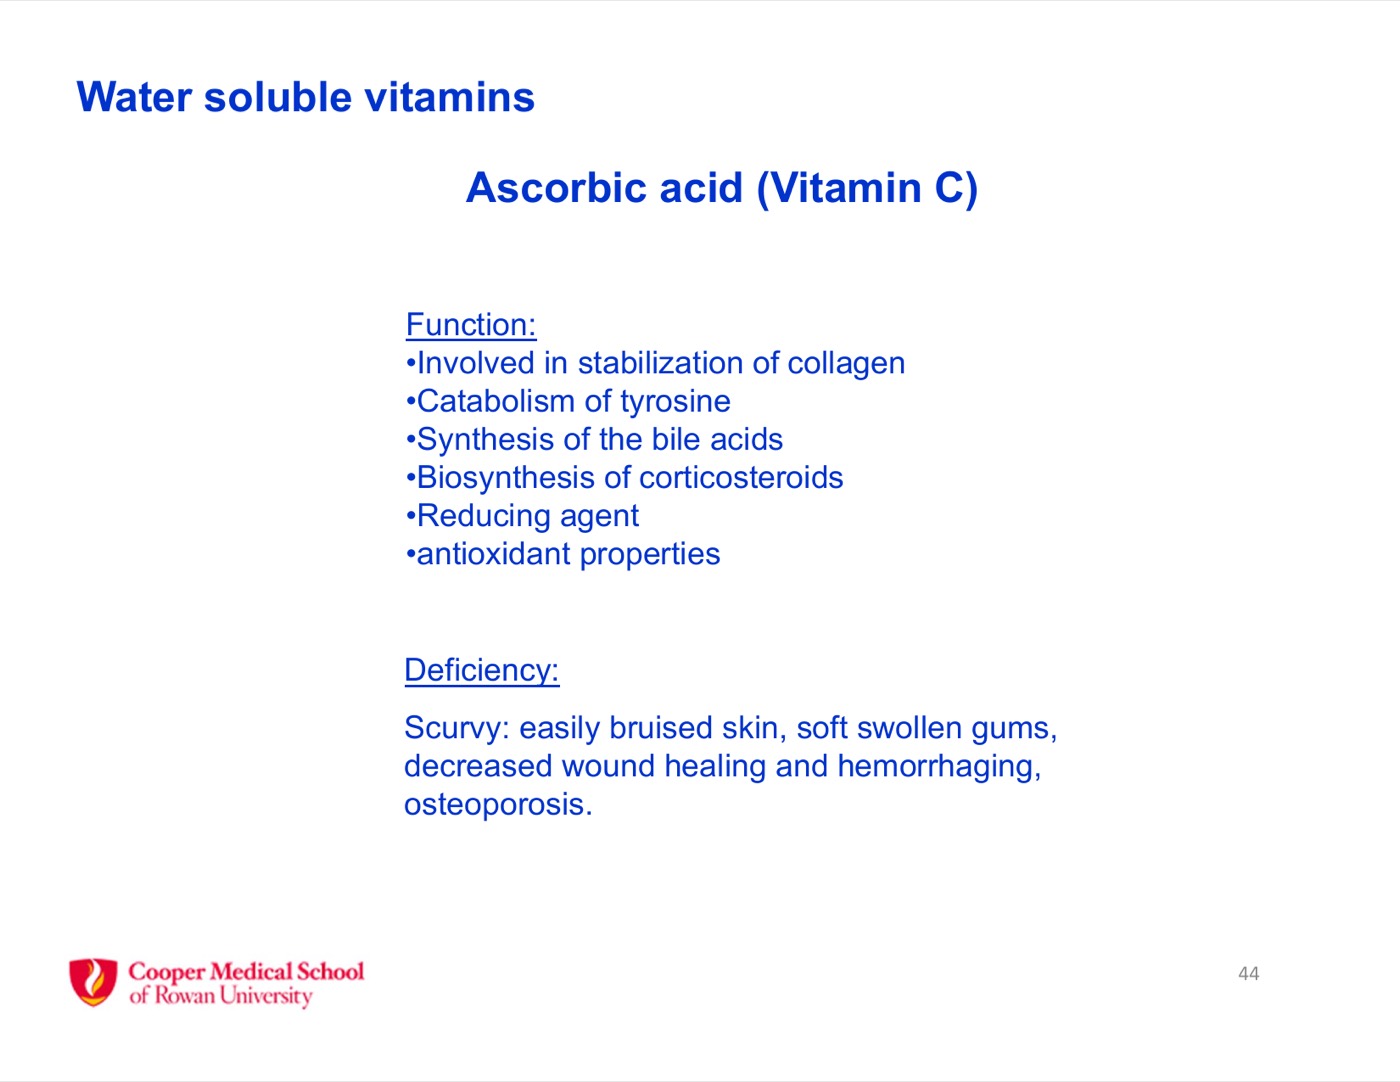 Water soluble vitamins
Ascorbic acid (Vitamin C)
Function:
•Involved in stabilization of collagen
•Catabolism of tyrosine
•Synthesis of the bile acids
•Biosynthesis of corticosteroids
•Reducing agent
•antioxidant properties
Deficiency:
Scurvy: easily bruised skin, soft swollen gums,
decreased wound healing and hemorrhaging,
osteoporosis.
Cooper Medical School
of Rowan University
44